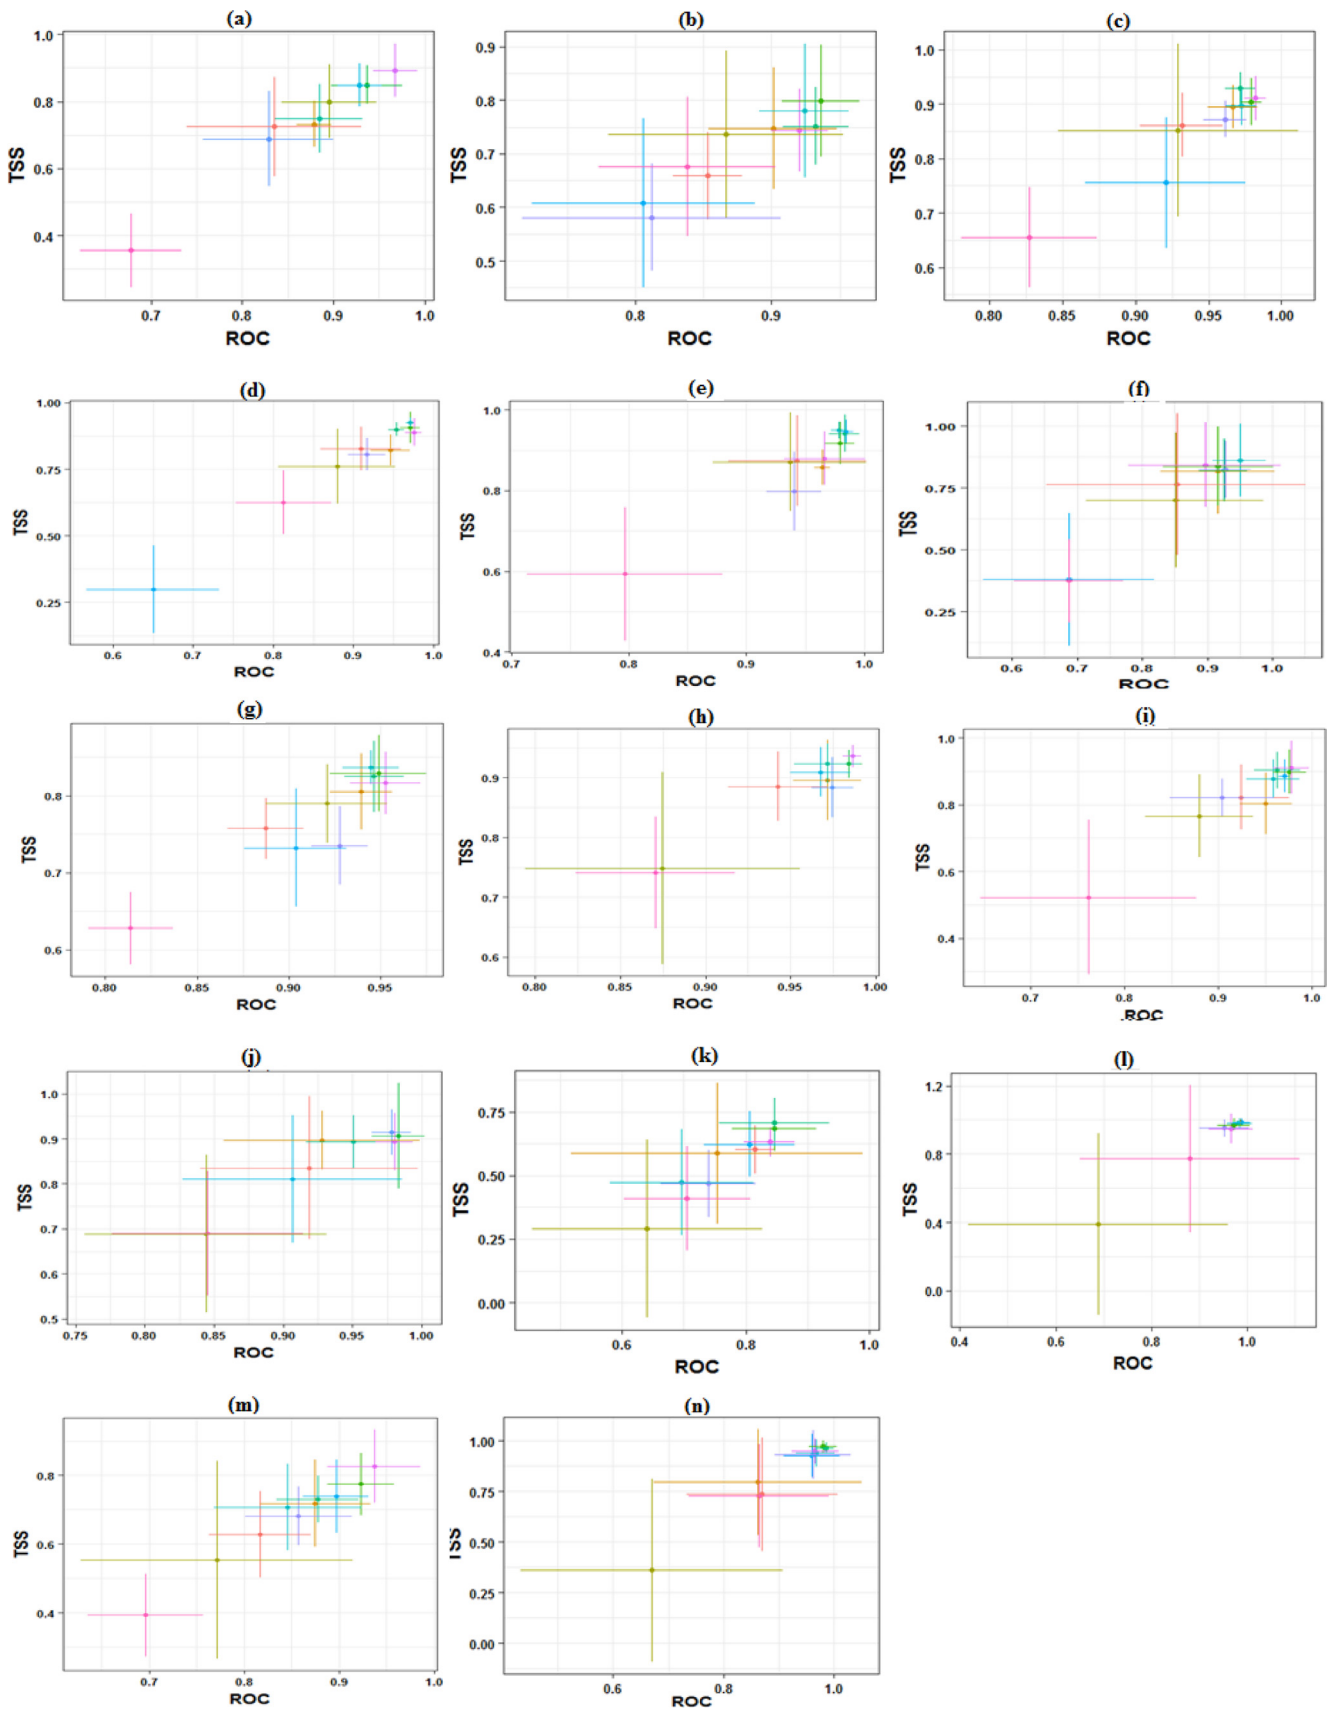 (a)
1.0
0.8
0.6
0.4
TSS
0.7 0.8 0.9 1.0
ROC
(b)
0.9
0.8
0.7
0.6
0.5
TSS
0.8 0.9
ROC
(c)
1.0
0.9
0.8
0.7
0.6
TSS
0.80 0.85 0.90 0.95 1.00
ROC
(d)
1.00
0.75
0.50
0.25
TSS
0.6 0.7 0.8 0.9 1.0
ROC
(e)
1.0
0.8
0.6
0.4
TSS
0.7 0.8 0.9 1.0
ROC
(f)
1.00
0.75
0.50
0.25
TSS
0.6 0.7 0.8 0.9 1.0
ROC
(g)
0.8
0.7
0.6
TSS
0.80 0.85 0.90 0.95
ROC
(h)
0.9
0.8
0.7
0.6
TSS
0.80 0.85 0.90 0.95 1.00
ROC
(i)
1.0
0.8
0.6
0.4
TSS
0.7 0.8 0.9 1.0
ROC
(j)
1.0
0.9
0.8
0.7
0.6
0.5
TSS
0.75 0.80 0.85 0.90 0.95 1.00
ROC
(k)
0.75
0.50
0.25
0.00
TSS
0.6 0.8 1.0
ROC
(l)
1.2
0.8
0.4
0.0
TSS
0.4 0.6 0.8 1.0
ROC
(m)
0.8
0.6
0.4
TSS
0.7 0.8 0.9 1.0
ROC
(n)
1.00
0.75
0.50
0.25
0.00
TSS
0.6 0.8 1.0
ROC